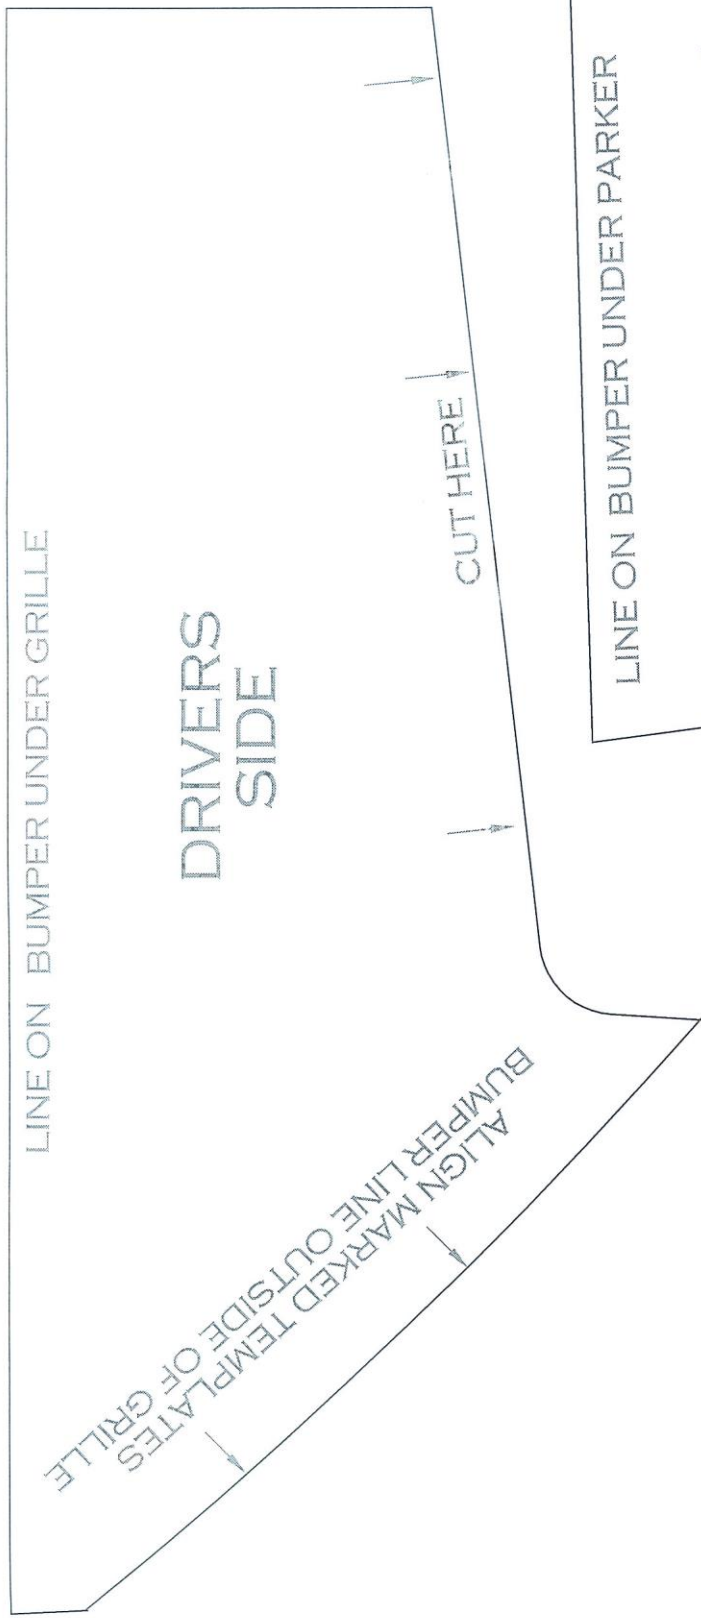 LINE ON BUMPER UNDER GRILLE
DRIVERS
SIDE
CUT HERE
ALIGN MARKED TEMPLATES
BUMPER LINE OUTSIDE OF GRILLE
LINE ON BUMPER UNDER PARKER